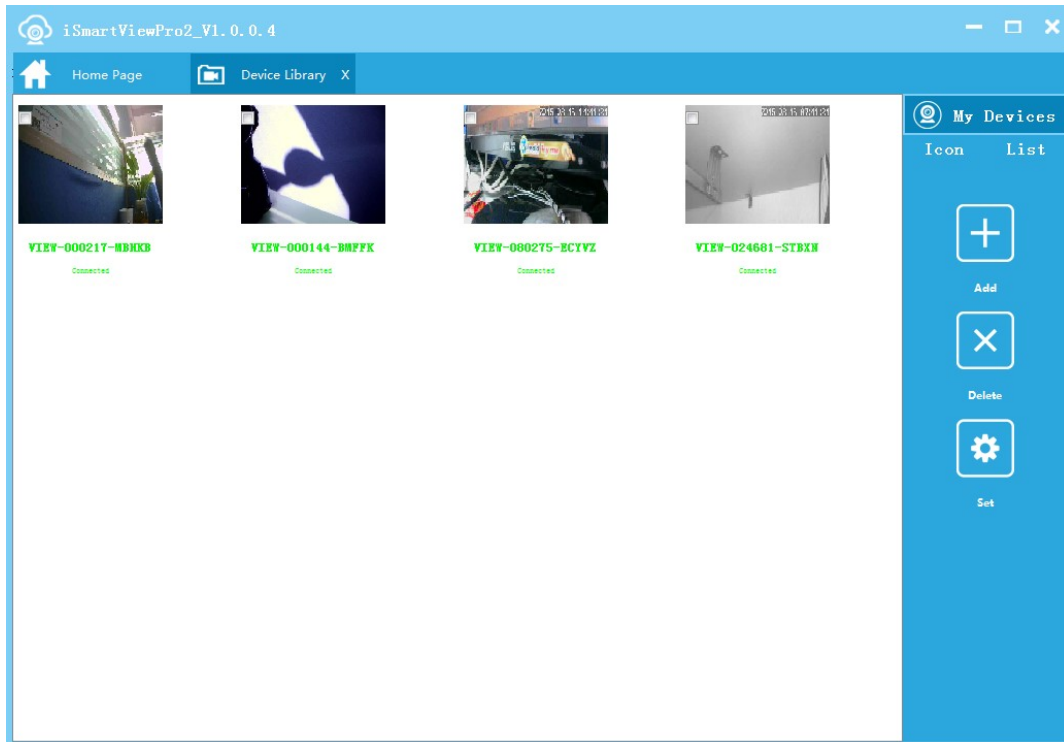 iSmartViewPro2_V1.0.0.4
Home Page
Device Library X
My Devices
Icon List
VIEW-000217-MBHKB
VIEW-000144-BMFFK
VIEW-080275-ECYVZ
VIEW-024681-STBXN
Connected
Connected
Connected
Connected
Add
Delete
Set